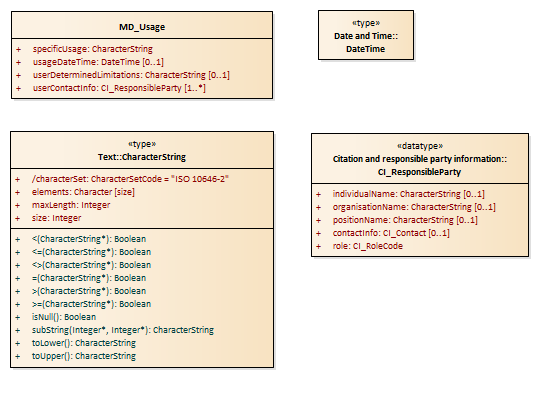 MD_Usage
+ specificUsage: CharacterString
+ usageDateTime: DateTime [0..1]
+ userDeterminedLimitations: CharacterString [0..1]
+ userContactInfo: CI_ResponsibleParty [1..*]
«type»
Date and Time::
DateTime
«type»
Text::CharacterString
+ /characterSet: CharacterSetCode = "ISO 10646-2"
+ elements: Character [size]
+ maxLength: Integer
+ size: Integer
+ <(CharacterString*): Boolean
+ <=(CharacterString*): Boolean
+ <>(CharacterString*): Boolean
+ =(CharacterString*): Boolean
+ >(CharacterString*): Boolean
+ >=(CharacterString*): Boolean
+ isNull(): Boolean
+ subString(Integer*, Integer*): CharacterString
+ toLower(): CharacterString
+ toUpper(): CharacterString
«datatype»
Citation and responsible party information::
CI_ResponsibleParty
+ individualName: CharacterString [0..1]
+ organisationName: CharacterString [0..1]
+ positionName: CharacterString [0..1]
+ contactInfo: CI_Contact [0..1]
+ role: CI_RoleCode